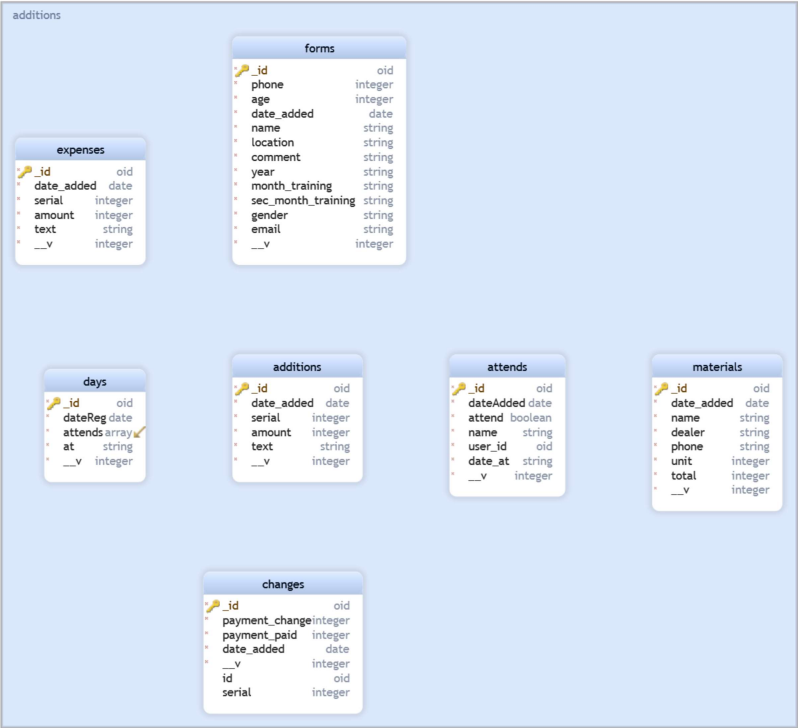 additions
forms
_id oid
phone integer
age integer
date_added date
name string
location string
comment string
year string
month_training string
sec_month_training string
gender string
email string
__v integer
expenses
_id oid
date_added date
serial integer
amount integer
text string
__v integer
days
_id oid
dateReg date
attends array
at string
__v integer
additions
_id oid
date_added date
serial integer
amount integer
text string
__v integer
attends
_id oid
dateAdded date
attend boolean
name string
user_id oid
date_at string
__v integer
materials
_id oid
date_added date
name string
dealer string
phone string
unit integer
total integer
__v integer
changes
_id oid
payment_change integer
payment_paid integer
date_added date
__v integer
id oid
serial integer